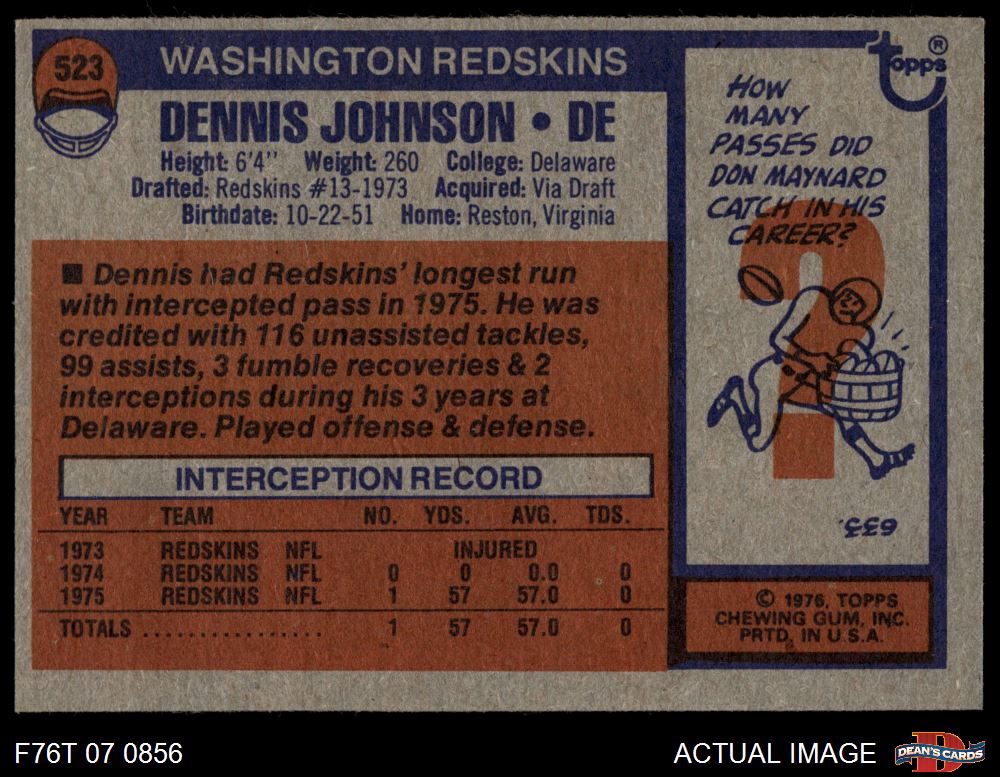 523
WASHINGTON REDSKINS
DENNIS JOHNSON • DE
Height: 6'4" Weight: 260 College: Delaware
Drafted: Redskins #13-1973 Acquired: Via Draft
Birthdate: 10-22-51 Home: Reston, Virginia
■ Dennis had Redskins' longest run
with intercepted pass in 1975. He was
credited with 116 unassisted tackles,
99 assists, 3 fumble recoveries & 2
interceptions during his 3 years at
Delaware. Played offense & defense.
INTERCEPTION RECORD
YEAR TEAM NO. YDS. AVG. TDS.
1973 REDSKINS NFL INJURED
1974 REDSKINS NFL 0 0 0.0 0
1975 REDSKINS NFL 1 57 57.0 0
TOTALS ................ 1 57 57.0 0
topps ®
HOW
MANY
PASSES DID
DON MAYNARD
CATCH IN HIS
CAREER?
?
633.
© 1976, TOPPS
CHEWING GUM, INC.
PRTD. IN U.S.A.
F76T 07 0856
ACTUAL IMAGE
D
DEAN'S CARDS